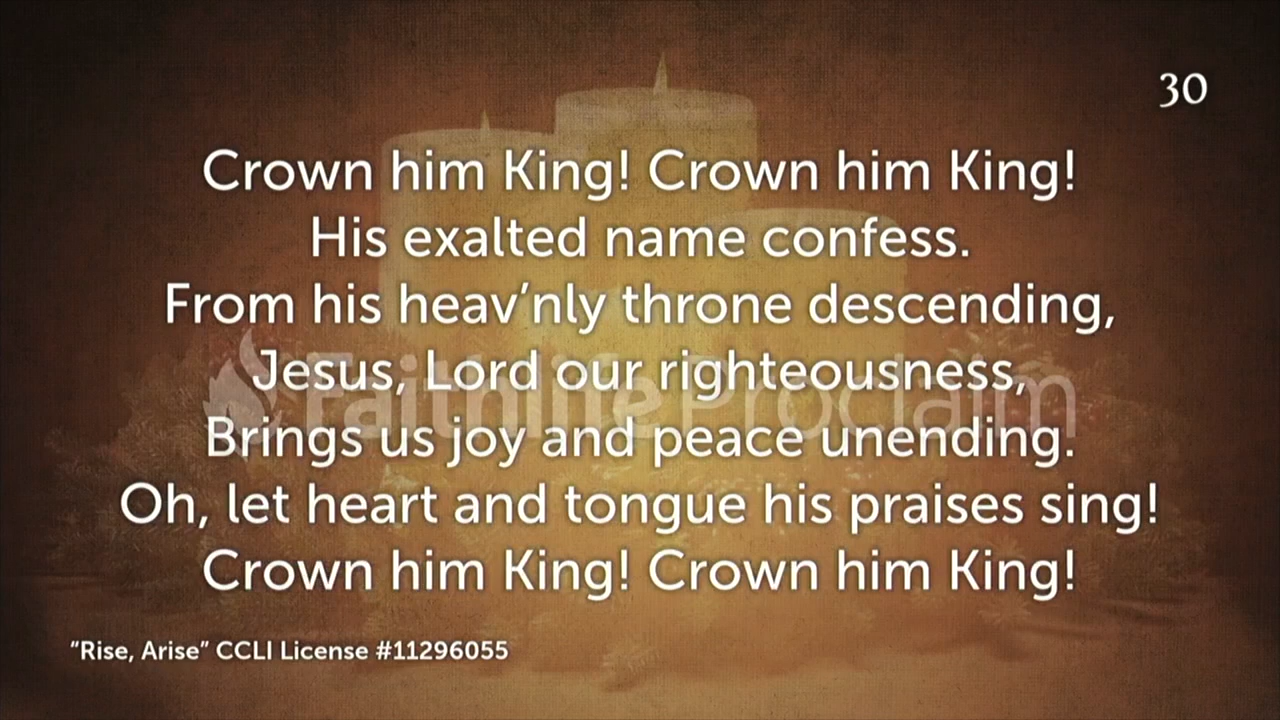 30
Crown him King! Crown him King!
His exalted name confess.
From his heav’nly throne descending,
Jesus, Lord our righteousness,
Faithlife Proclaim
Brings us joy and peace unending.
Oh, let heart and tongue his praises sing!
Crown him King! Crown him King!
“Rise, Arise” CCLI License #11296055